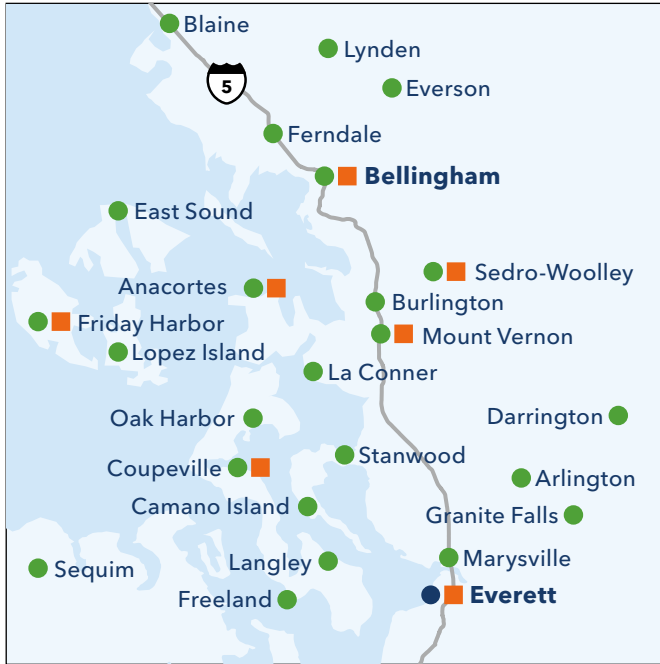 Blaine
Lynden
5
Everson
Ferndale
Bellingham
East Sound
Sedro-Woolley
Anacortes
Burlington
Friday Harbor
Mount Vernon
Lopez Island
La Conner
Oak Harbor
Darrington
Stanwood
Coupeville
Arlington
Camano Island
Granite Falls
Marysville
Langley
Sequim
Everett
Freeland